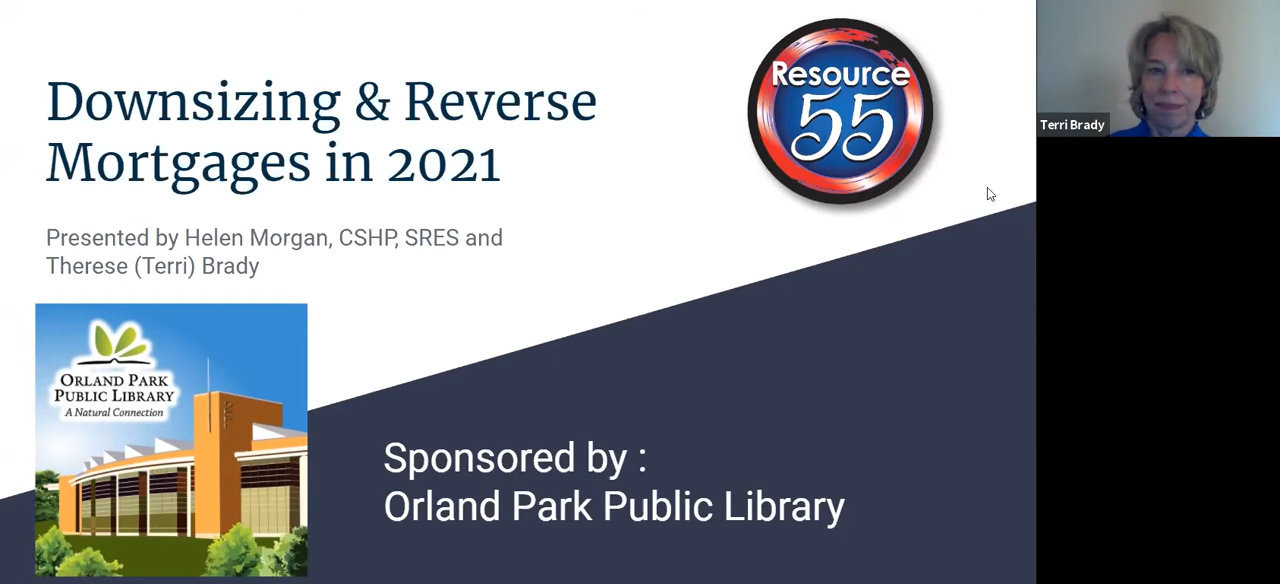 Downsizing & Reverse
Mortgages in 2021
Presented by Helen Morgan, CSHP, SRES and
Therese (Terri) Brady
Resource
55
Terri Brady
ORLAND PARK
PUBLIC LIBRARY
A Natural Connection
Sponsored by :
Orland Park Public Library